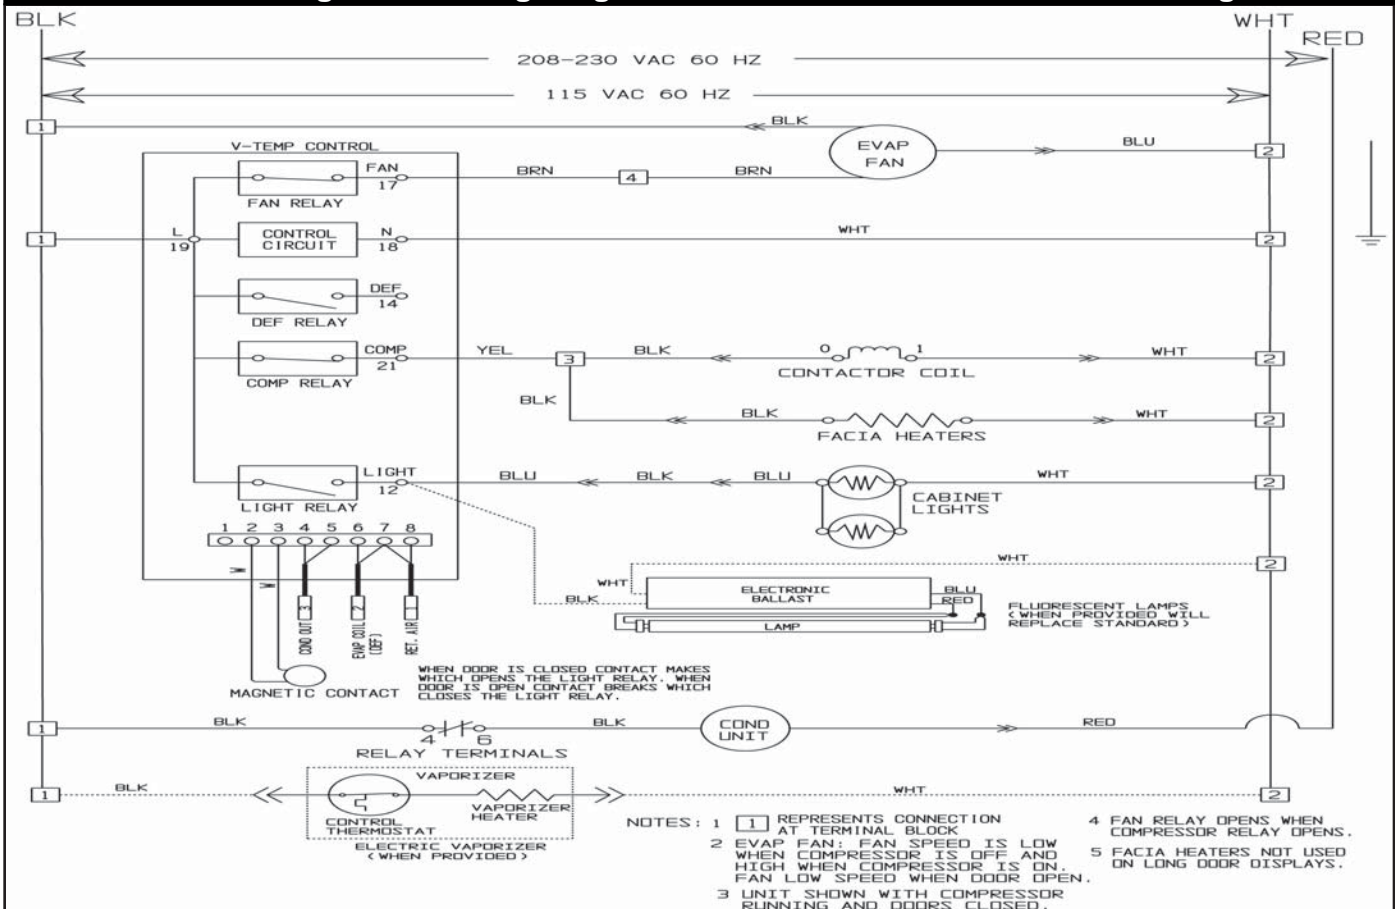 BLK
WHT
RED
208-230 VAC 60 HZ
115 VAC 60 HZ
1
BLK
EVAP
FAN
BLU
2
V-TEMP CONTROL
FAN
17
FAN RELAY
BRN
4
BRN
1
L
19
CONTROL
CIRCUIT
N
18
WHT
2
DEF
14
DEF RELAY
COMP
21
COMP RELAY
YEL
3
BLK
0
1
CONTACTOR COIL
WHT
2
BLK
BLK
FACIA HEATERS
WHT
2
LIGHT
12
LIGHT RELAY
BLU
BLK
BLU
CABINET
LIGHTS
WHT
2
1 2 3 4 5 6 7 8
W
W
3
COND OUT
2
EVAP COIL
(DEF)
1
RET. AIR
WHT
2
WHT
BLK
ELECTRONIC
BALLAST
BLU
RED
LAMP
FLUORESCENT LAMPS
(WHEN PROVIDED WILL
REPLACE STANDARD)
MAGNETIC CONTACT
WHEN DOOR IS CLOSED CONTACT MAKES
WHICH OPENS THE LIGHT RELAY. WHEN
DOOR IS OPEN CONTACT BREAKS WHICH
CLOSES THE LIGHT RELAY.
1
BLK
4
6
RELAY TERMINALS
BLK
COND
UNIT
RED
1
BLK
VAPORIZER
CONTROL
THERMOSTAT
VAPORIZER
HEATER
ELECTRIC VAPORIZER
(WHEN PROVIDED)
WHT
2
NOTES: 1 1 REPRESENTS CONNECTION
AT TERMINAL BLOCK
2 EVAP FAN: FAN SPEED IS LOW
WHEN COMPRESSOR IS OFF AND
HIGH WHEN COMPRESSOR IS ON.
FAN LOW SPEED WHEN DOOR OPEN.
3 UNIT SHOWN WITH COMPRESSOR
RUNNING AND DOORS CLOSED.
4 FAN RELAY OPENS WHEN
COMPRESSOR RELAY OPENS.
5 FACIA HEATERS NOT USED
ON LONG DOOR DISPLAYS.